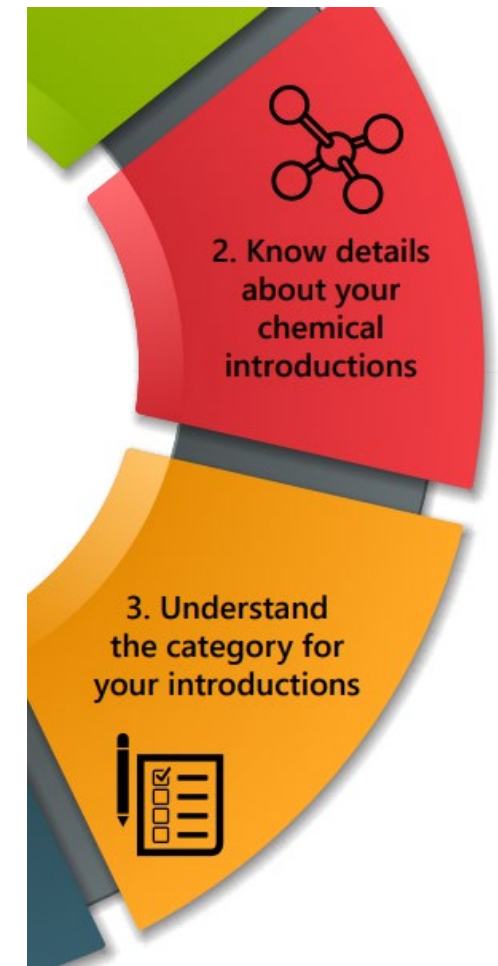 2. Know details
about your
chemical
introductions
3. Understand
the category for
your introductions